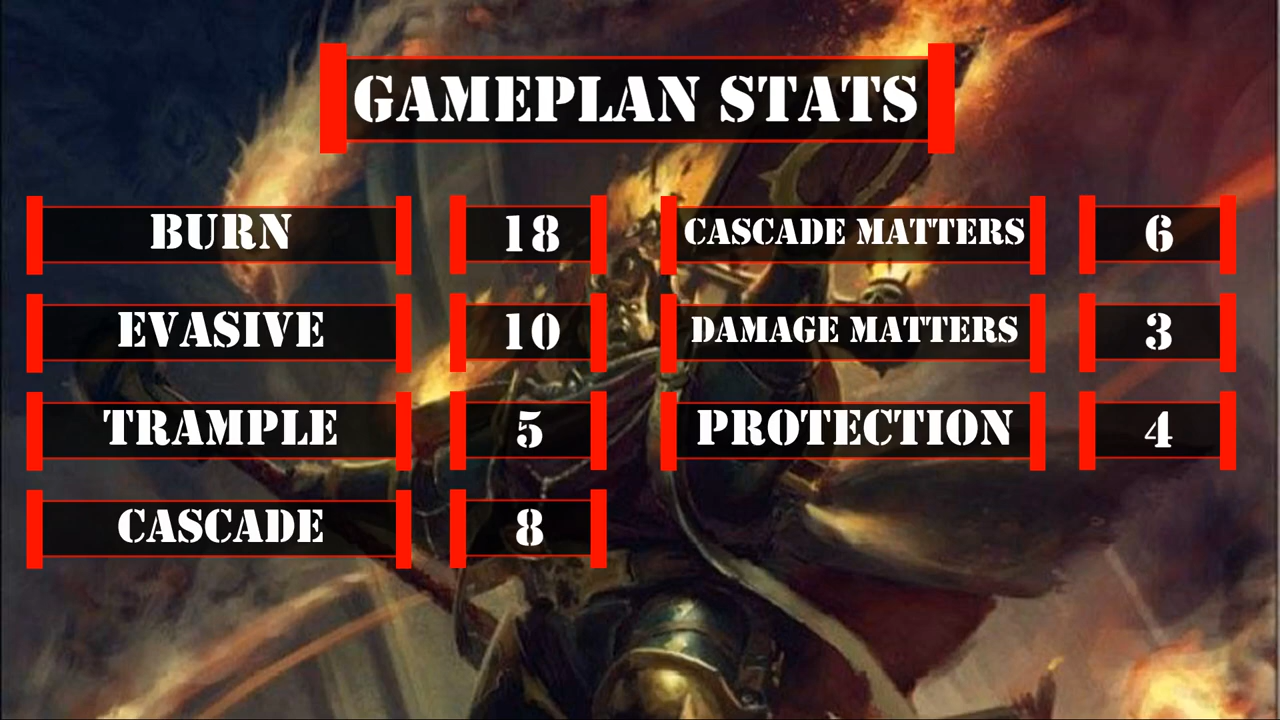 GAMEPLAN STATS
BURN 18
EVASIVE 10
TRAMPLE 5
CASCADE 8
CASCADE MATTERS 6
DAMAGE MATTERS 3
PROTECTION 4